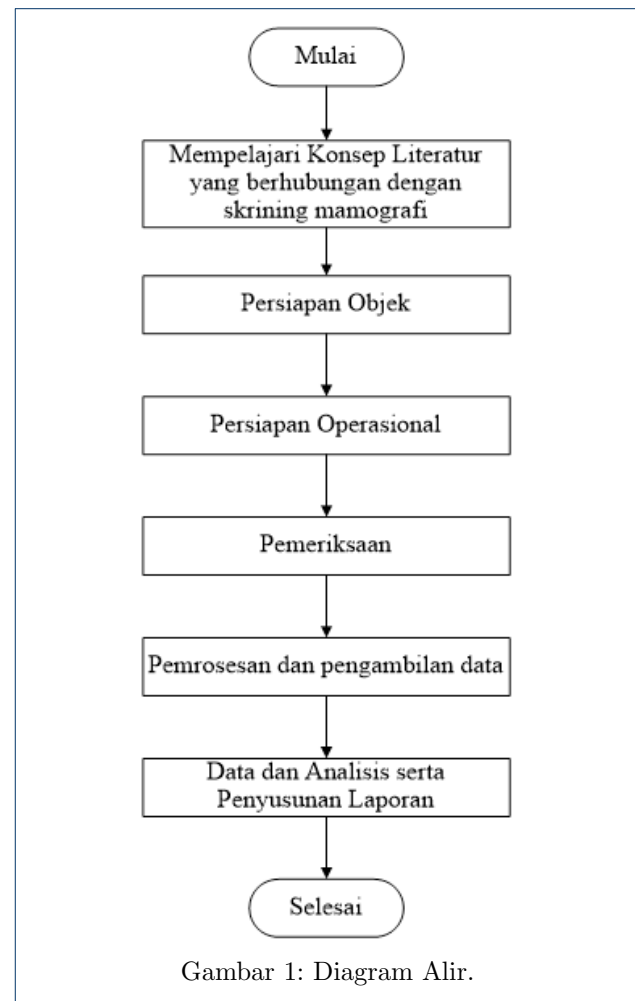 Mulai
Mempelajari Konsep Literatur
yang berhubungan dengan
skrining mamografi
Persiapan Objek
Persiapan Operasional
Pemeriksaan
Pemrosesan dan pengambilan data
Data dan Analisis serta
Penyusunan Laporan
Selesai
Gambar 1: Diagram Alir.